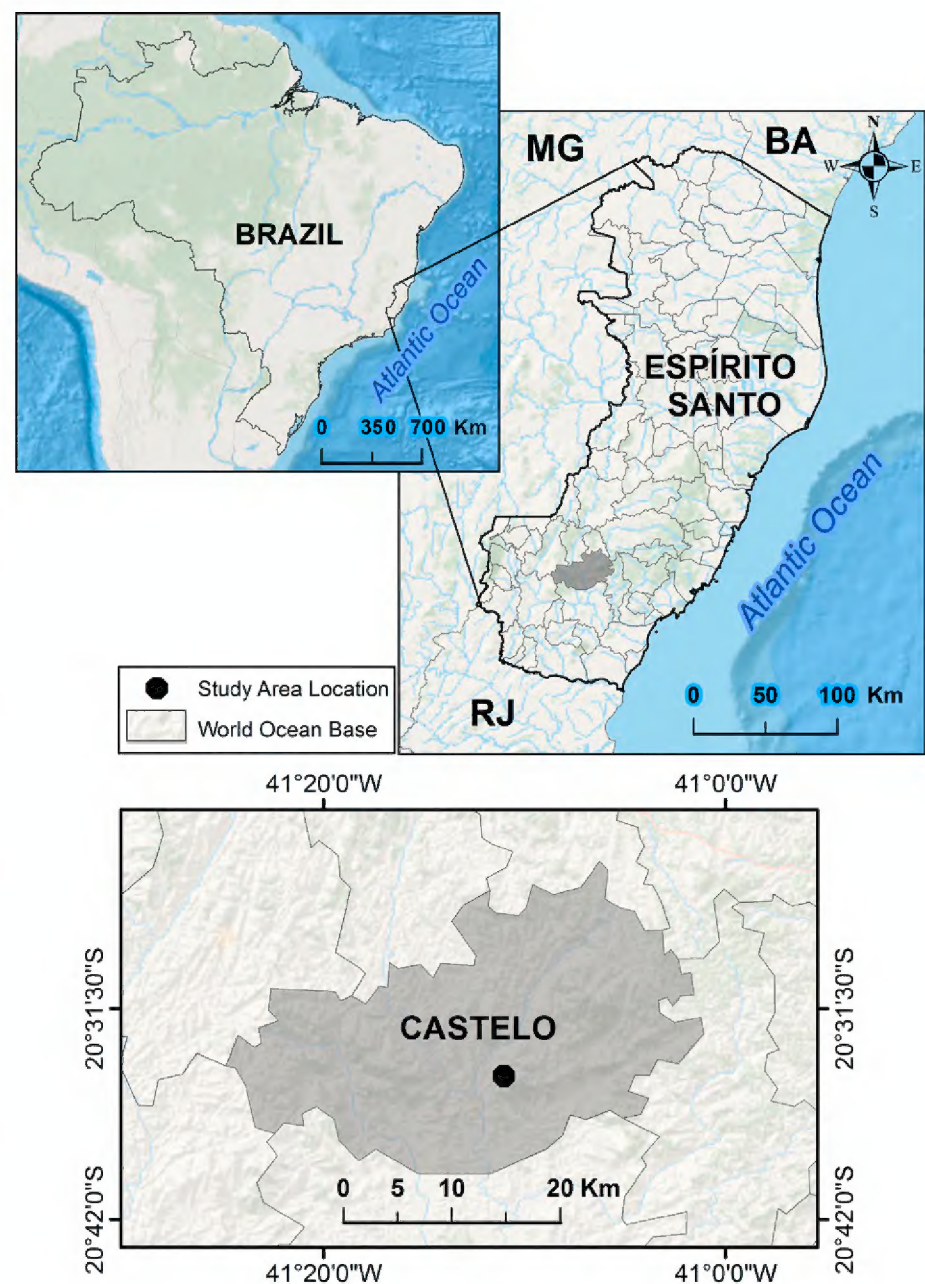 BRAZIL
Atlantic Ocean
0 350 700 Km
MG
BA
N
W
E
S
ESPÍRITO
SANTO
Atlantic Ocean
RJ
0 50 100 Km
Study Area Location
World Ocean Base
41°20'0"W 41°0'0"W
20°31'30"S
20°31'30"S
CASTELO
0 5 10 20 Km
20°42'0"S
20°42'0"S
41°20'0"W 41°0'0"W